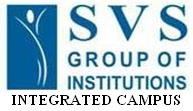 SVS
GROUP OF
INSTITUTIONS
INTEGRATED CAMPUS